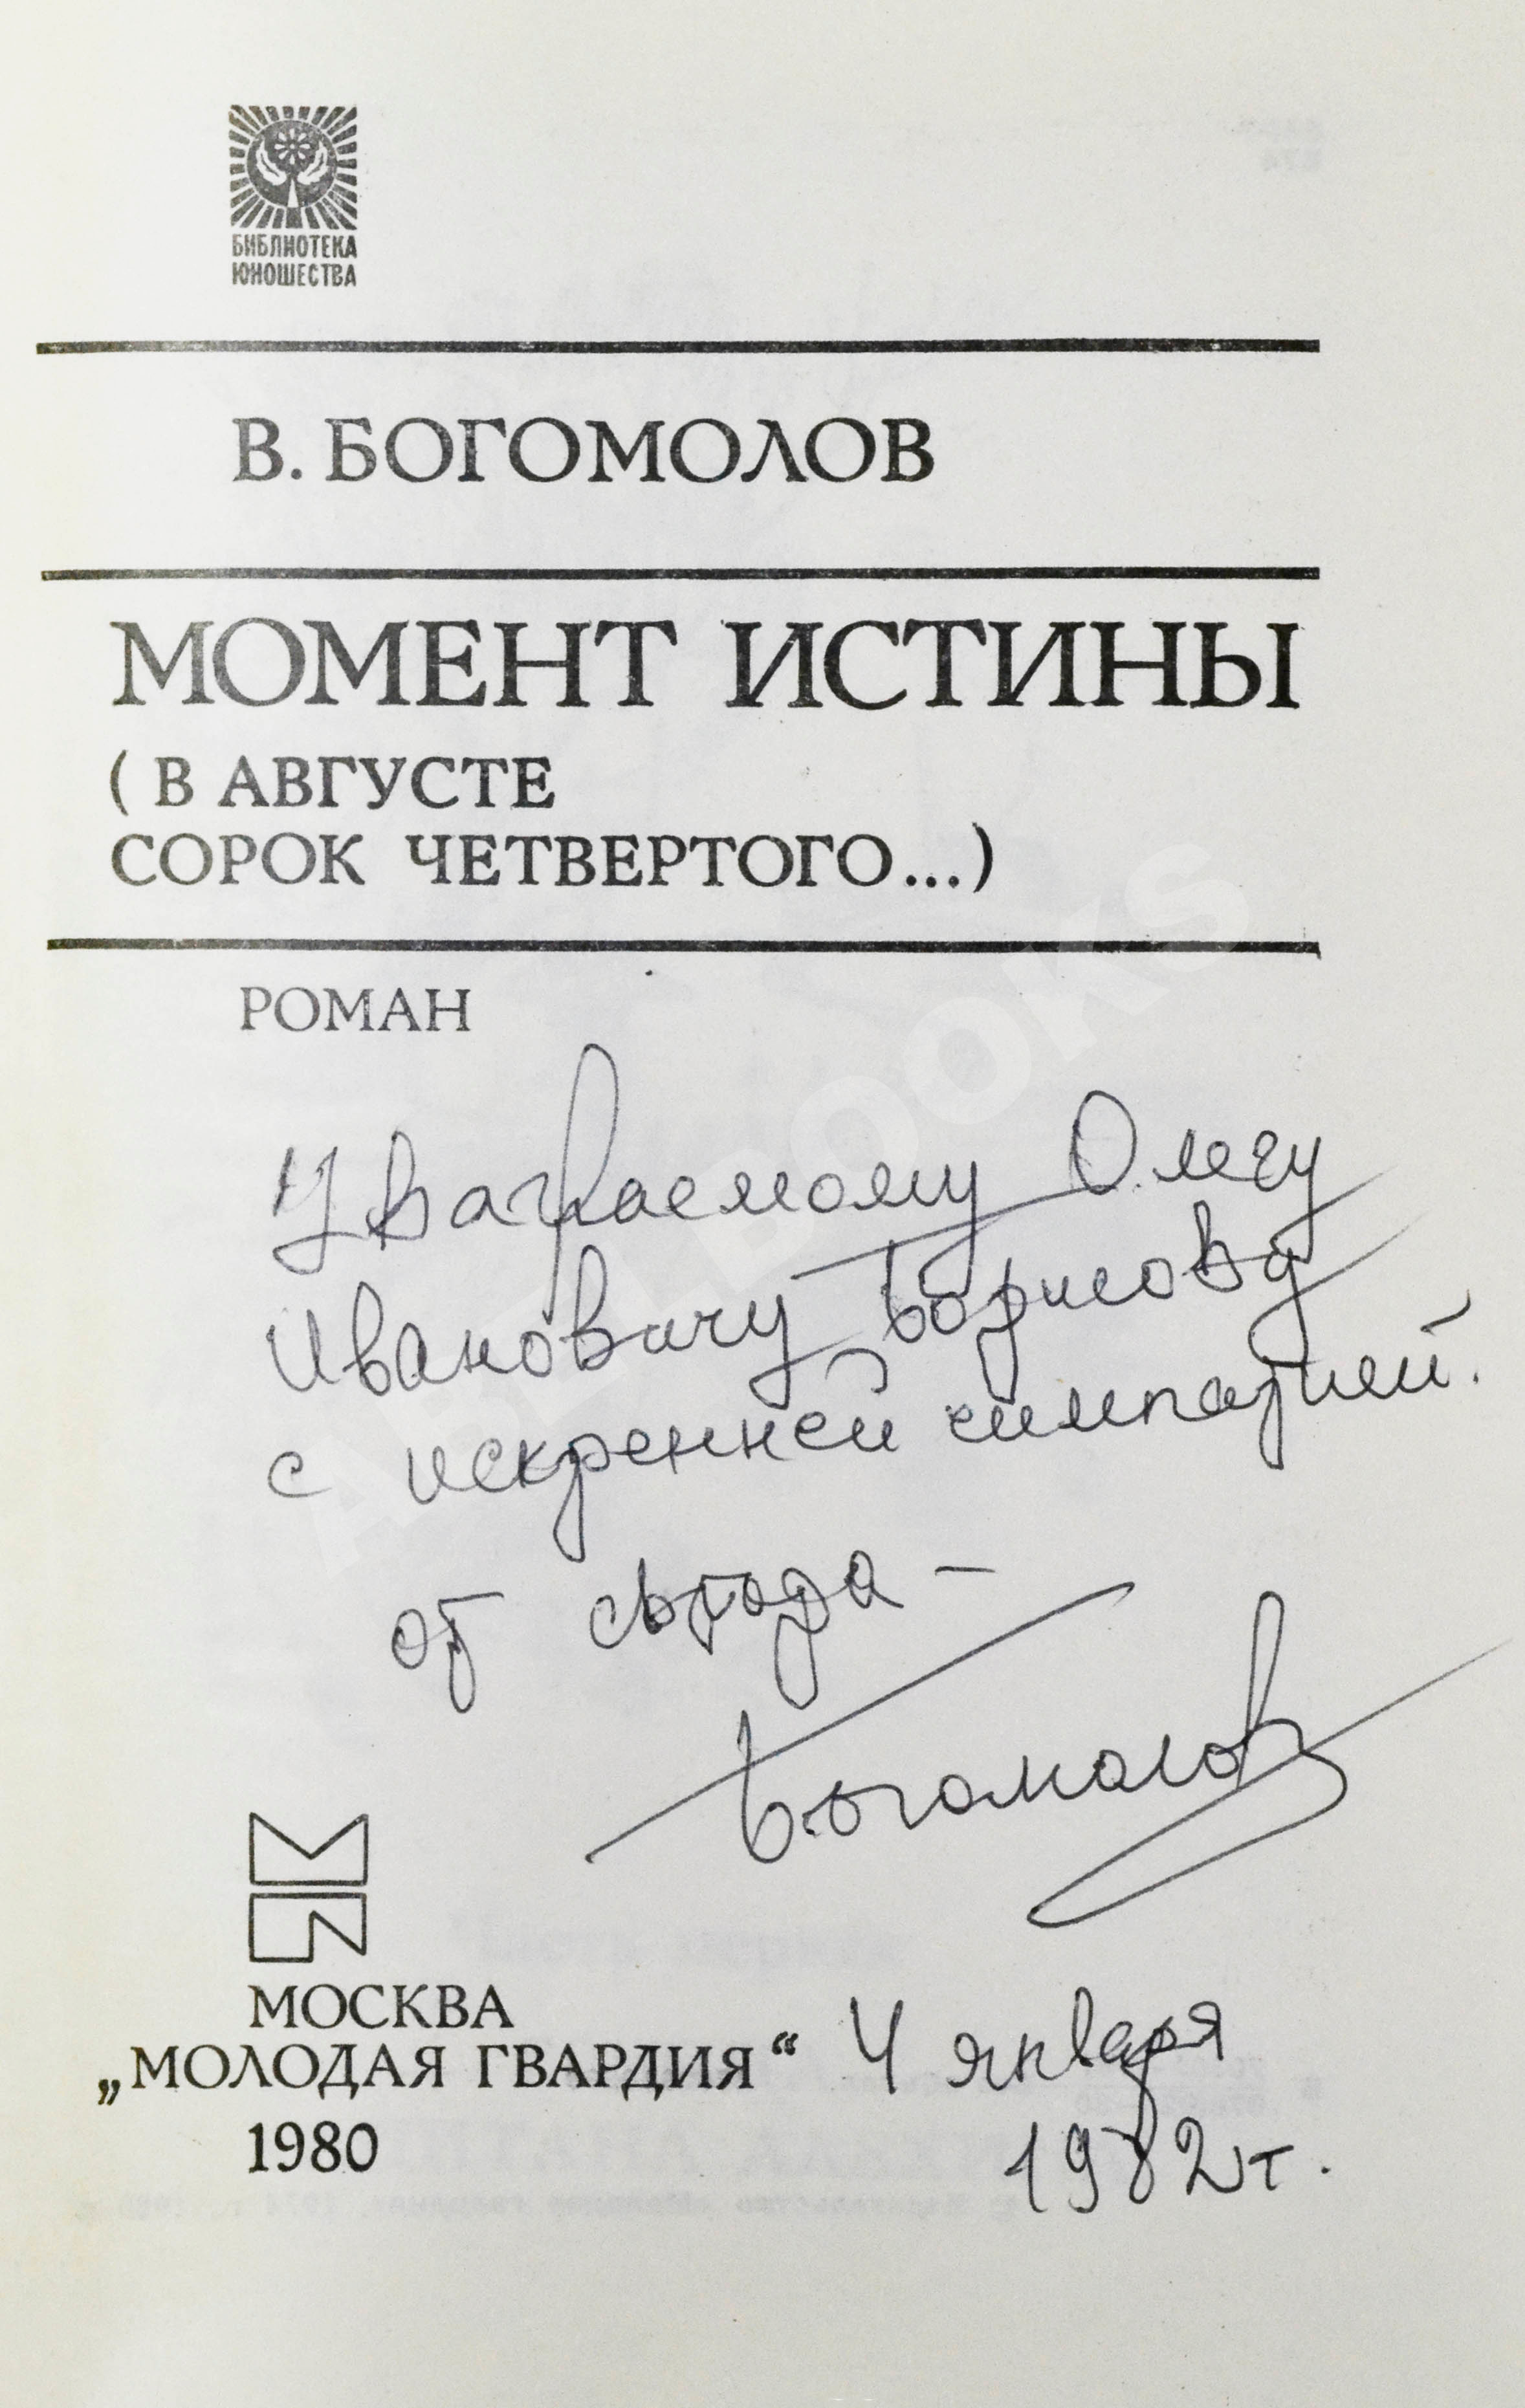 БИБЛИОТЕКА
ЮНОШЕСТВА
В. БОГОМОЛОВ
МОМЕНТ ИСТИНЫ
(В АВГУСТЕ
СОРОК ЧЕТВЕРТОГО...)
РОМАН
Уважаемому Олегу
Ивановичу Борисову
с искренней симпатией.
от автора –
Богомолов
МОСКВА
„МОЛОДАЯ ГВАРДИЯ“
1980
4 января
1982 г.